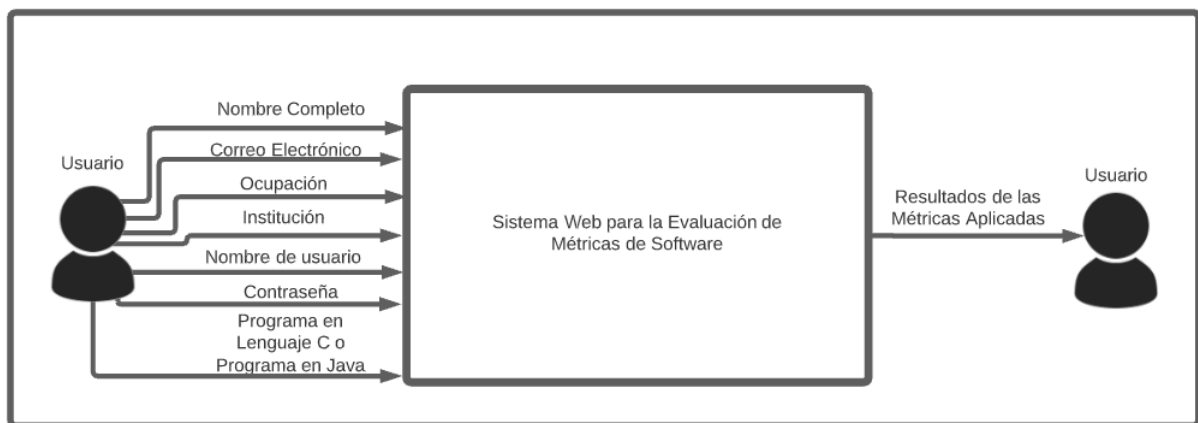 Usuario
Nombre Completo
Correo Electrónico
Ocupación
Institución
Nombre de usuario
Contraseña
Programa en
Lenguaje C o
Programa en Java
Sistema Web para la Evaluación de
Métricas de Software
Resultados de las
Métricas Aplicadas
Usuario